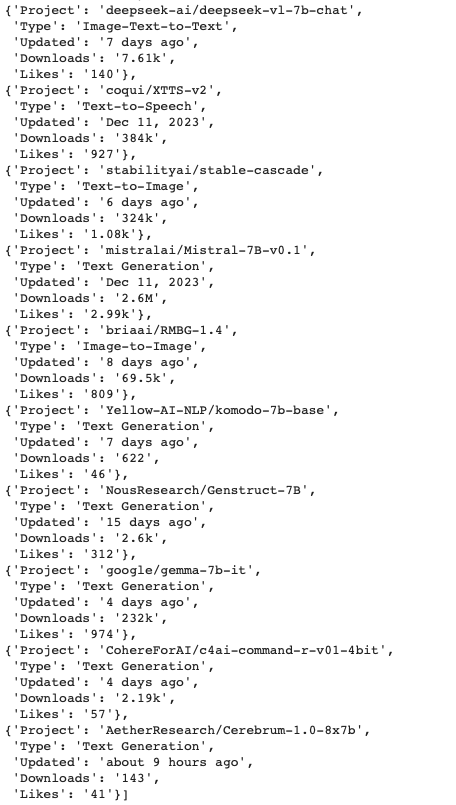 {'Project': 'deepseek-ai/deepseek-vl-7b-chat',
'Type': 'Image-Text-to-Text',
'Updated': '7 days ago',
'Downloads': '7.61k',
'Likes': '140'},
{'Project': 'coqui/XTTS-v2',
'Type': 'Text-to-Speech',
'Updated': 'Dec 11, 2023',
'Downloads': '384k',
'Likes': '927'},
{'Project': 'stabilityai/stable-cascade',
'Type': 'Text-to-Image',
'Updated': '6 days ago',
'Downloads': '324k',
'Likes': '1.08k'},
{'Project': 'mistralai/Mistral-7B-v0.1',
'Type': 'Text Generation',
'Updated': 'Dec 11, 2023',
'Downloads': '2.6M',
'Likes': '2.99k'},
{'Project': 'briaai/RMBG-1.4',
'Type': 'Image-to-Image',
'Updated': '8 days ago',
'Downloads': '69.5k',
'Likes': '809'},
{'Project': 'Yellow-AI-NLP/komodo-7b-base',
'Type': 'Text Generation',
'Updated': '7 days ago',
'Downloads': '622',
'Likes': '46'},
{'Project': 'NousResearch/Genstruct-7B',
'Type': 'Text Generation',
'Updated': '15 days ago',
'Downloads': '2.6k',
'Likes': '312'},
{'Project': 'google/gemma-7b-it',
'Type': 'Text Generation',
'Updated': '4 days ago',
'Downloads': '232k',
'Likes': '974'},
{'Project': 'CohereForAI/c4ai-command-r-v01-4bit',
'Type': 'Text Generation',
'Updated': '4 days ago',
'Downloads': '2.19k',
'Likes': '57'},
{'Project': 'AetherResearch/Cerebrum-1.0-8x7b',
'Type': 'Text Generation',
'Updated': 'about 9 hours ago',
'Downloads': '143',
'Likes': '41'}]